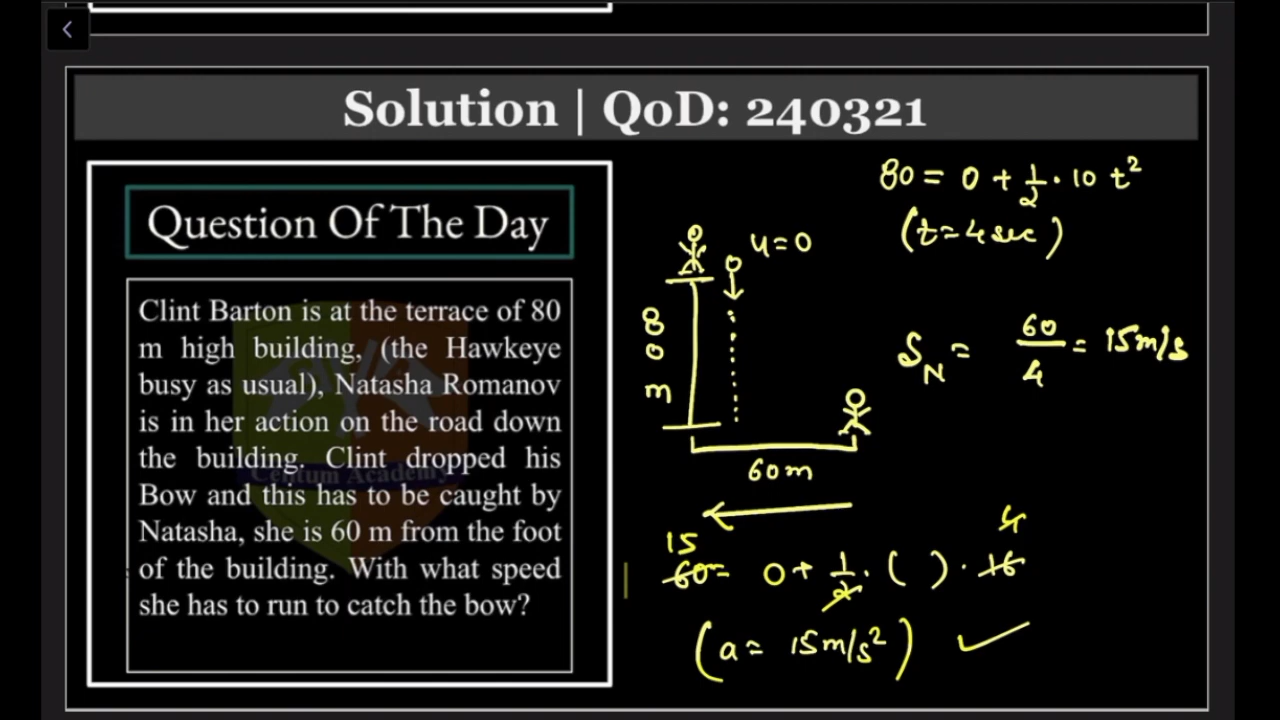 Solution | QoD: 240321
Question Of The Day
Clint Barton is at the terrace of 80
m high building, (the Hawkeye
busy as usual), Natasha Romanov
is in her action on the road down
the building. Clint dropped his
Bow and this has to be caught by
Natasha, she is 60 m from the foot
of the building. With what speed
she has to run to catch the bow?
Centum Academy
80 = 0 + 1/2 · 10 t²
(t = 4 sec)
u = 0
80 m
S_N = 60/4 = 15 m/s
60 m
15 4
60 = 0 + 1/2 · ( ) · 16
(a = 15 m/s²)